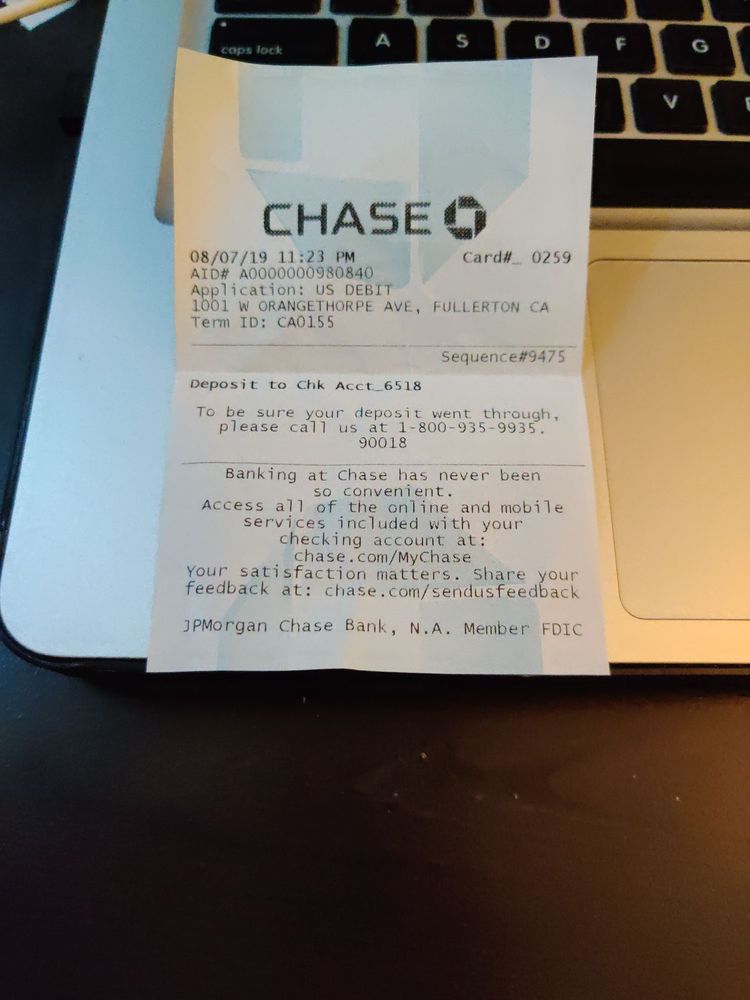 caps lock
A S D F G
V
CHASE
08/07/19 11:23 PM Card#_ 0259
AID# A0000000980840
Application: US DEBIT
1001 W ORANGETHORPE AVE, FULLERTON CA
Term ID: CA0155
Sequence#9475
Deposit to Chk Acct_6518
To be sure your deposit went through,
please call us at 1-800-935-9935.
90018
Banking at Chase has never been
so convenient.
Access all of the online and mobile
services included with your
checking account at:
chase.com/MyChase
Your satisfaction matters. Share your
feedback at: chase.com/sendusfeedback
JPMorgan Chase Bank, N.A. Member FDIC